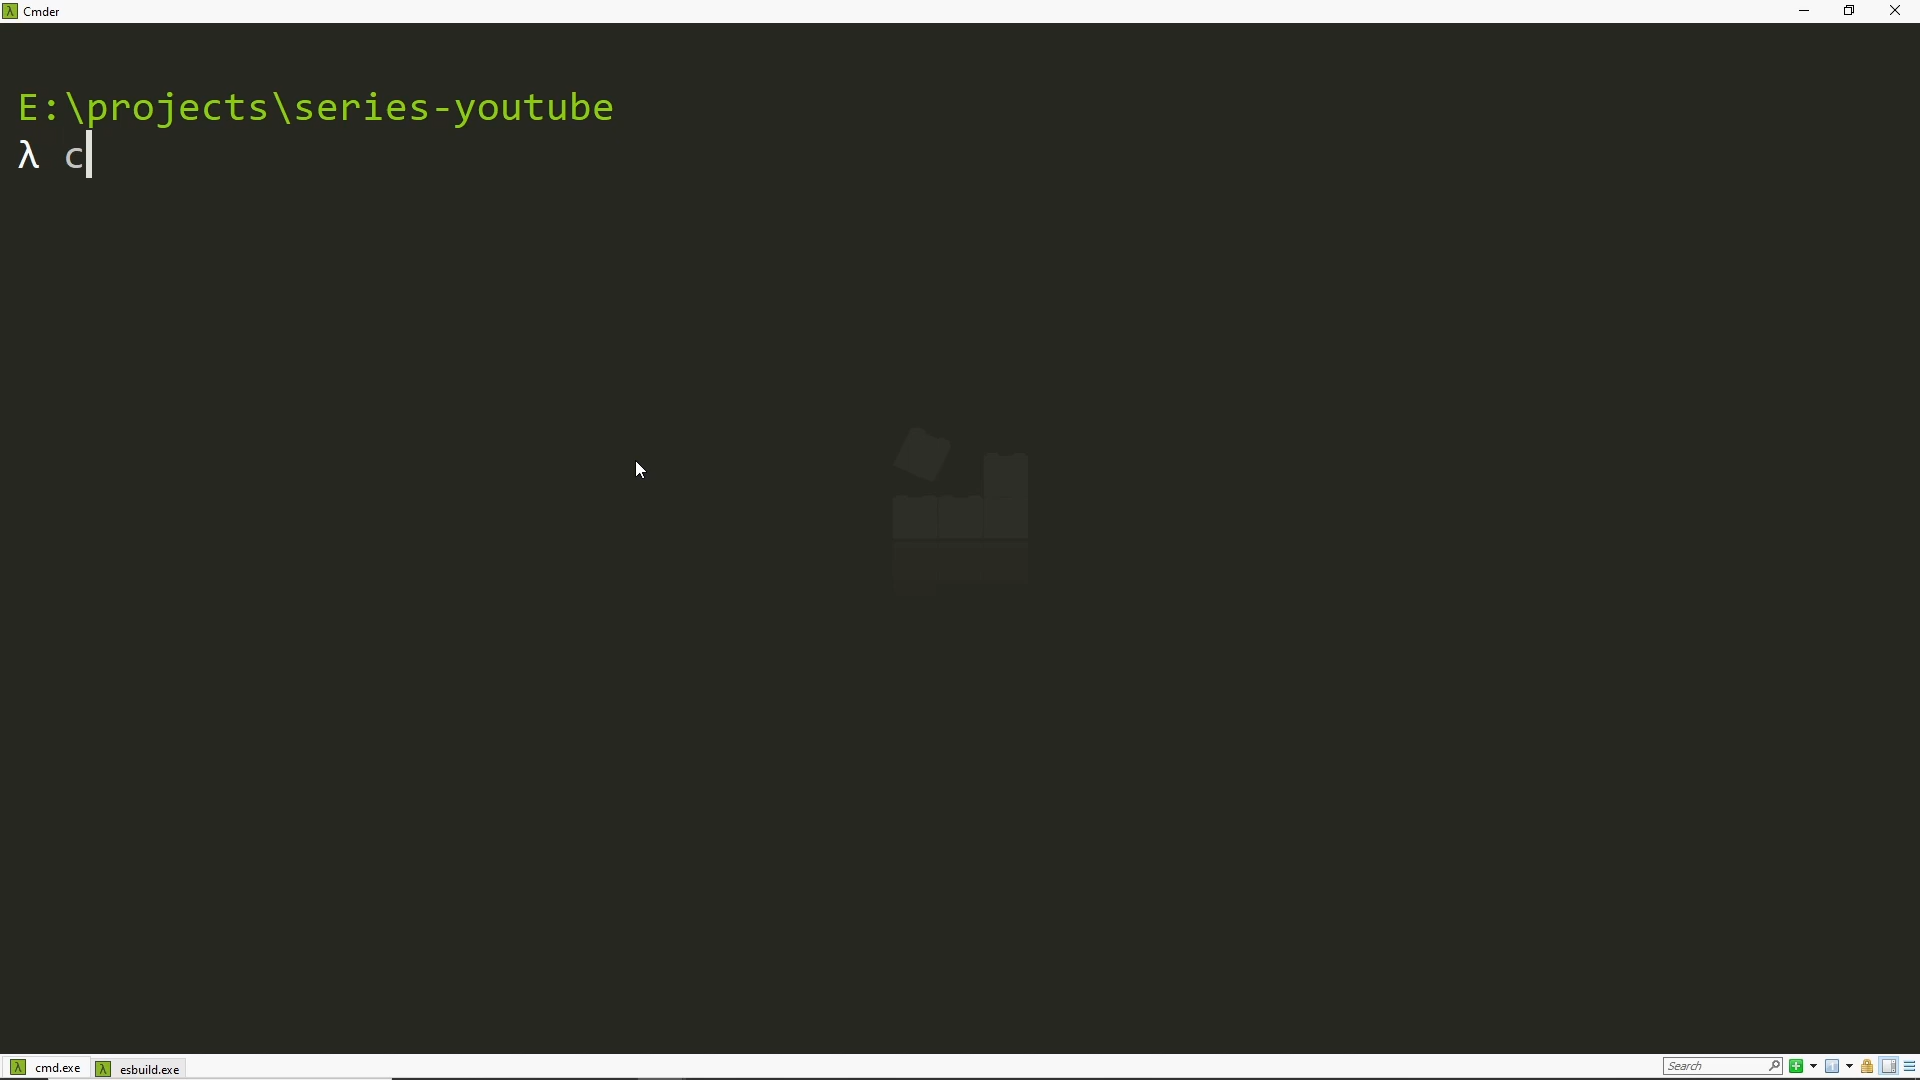 λ Cmder
E:\projects\series-youtube
λ c
λ cmd.exe λ esbuild.exe Search